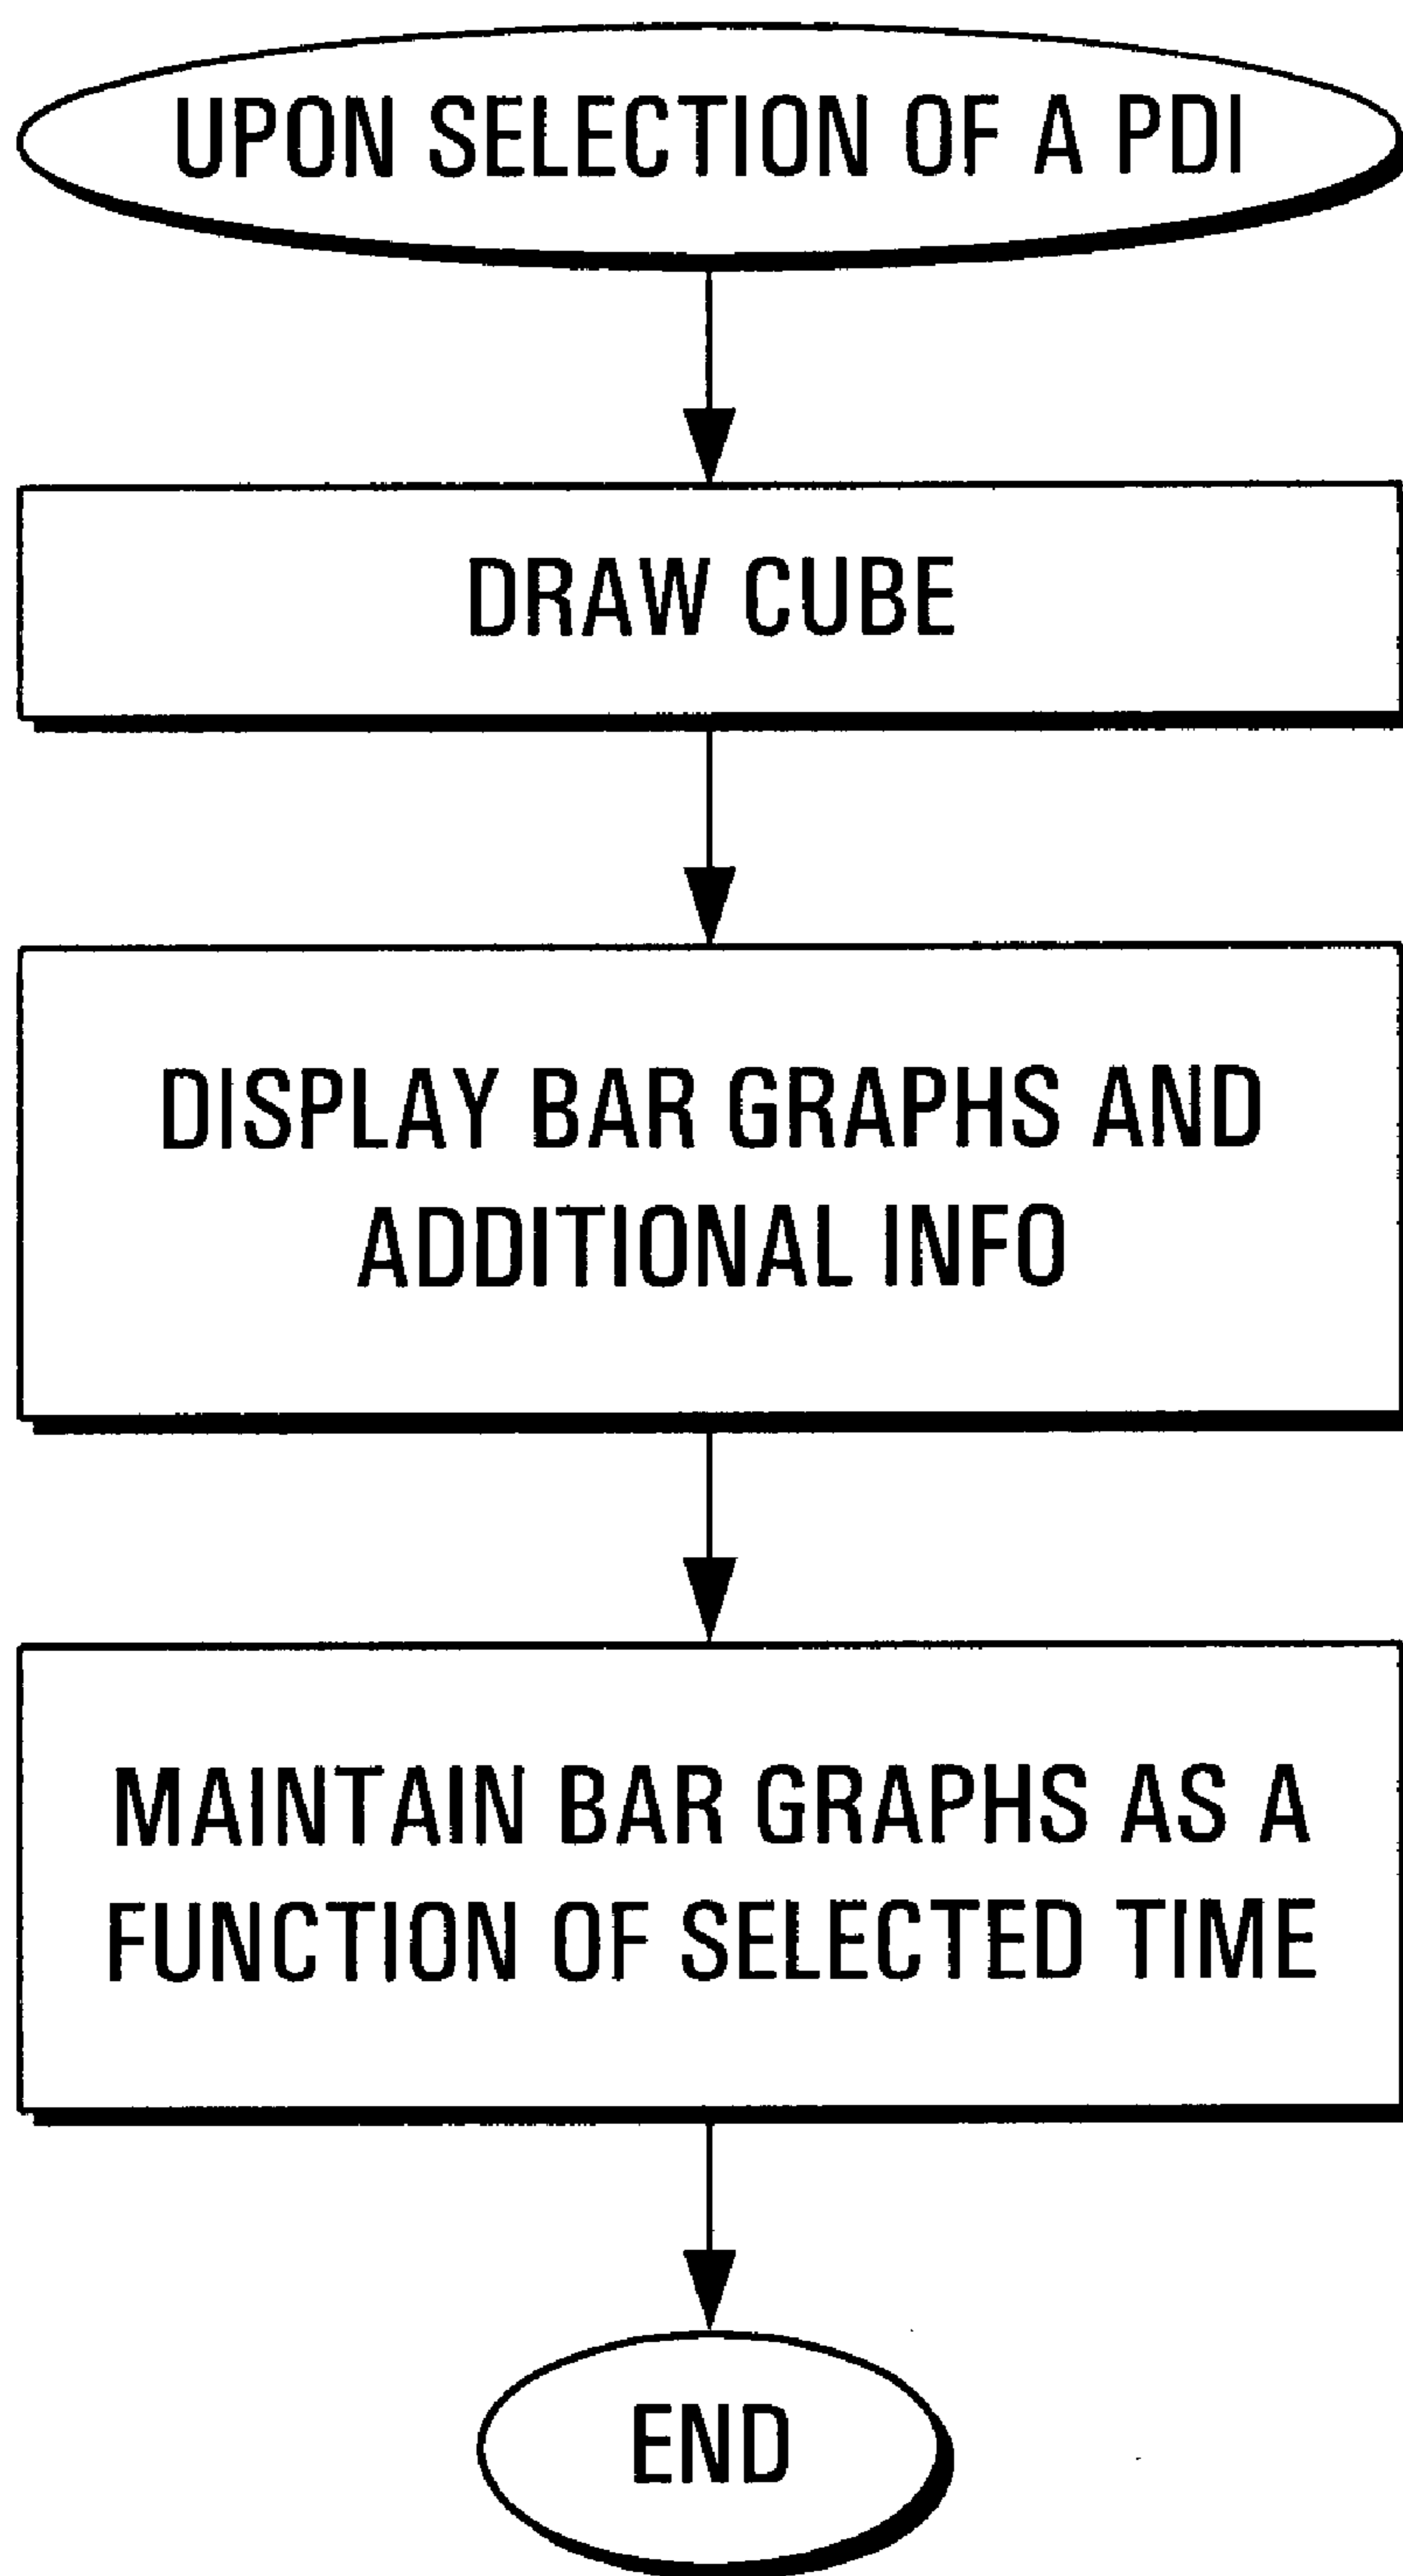 UPON SELECTION OF A PDI
DRAW CUBE
DISPLAY BAR GRAPHS AND
ADDITIONAL INFO
MAINTAIN BAR GRAPHS AS A
FUNCTION OF SELECTED TIME
END